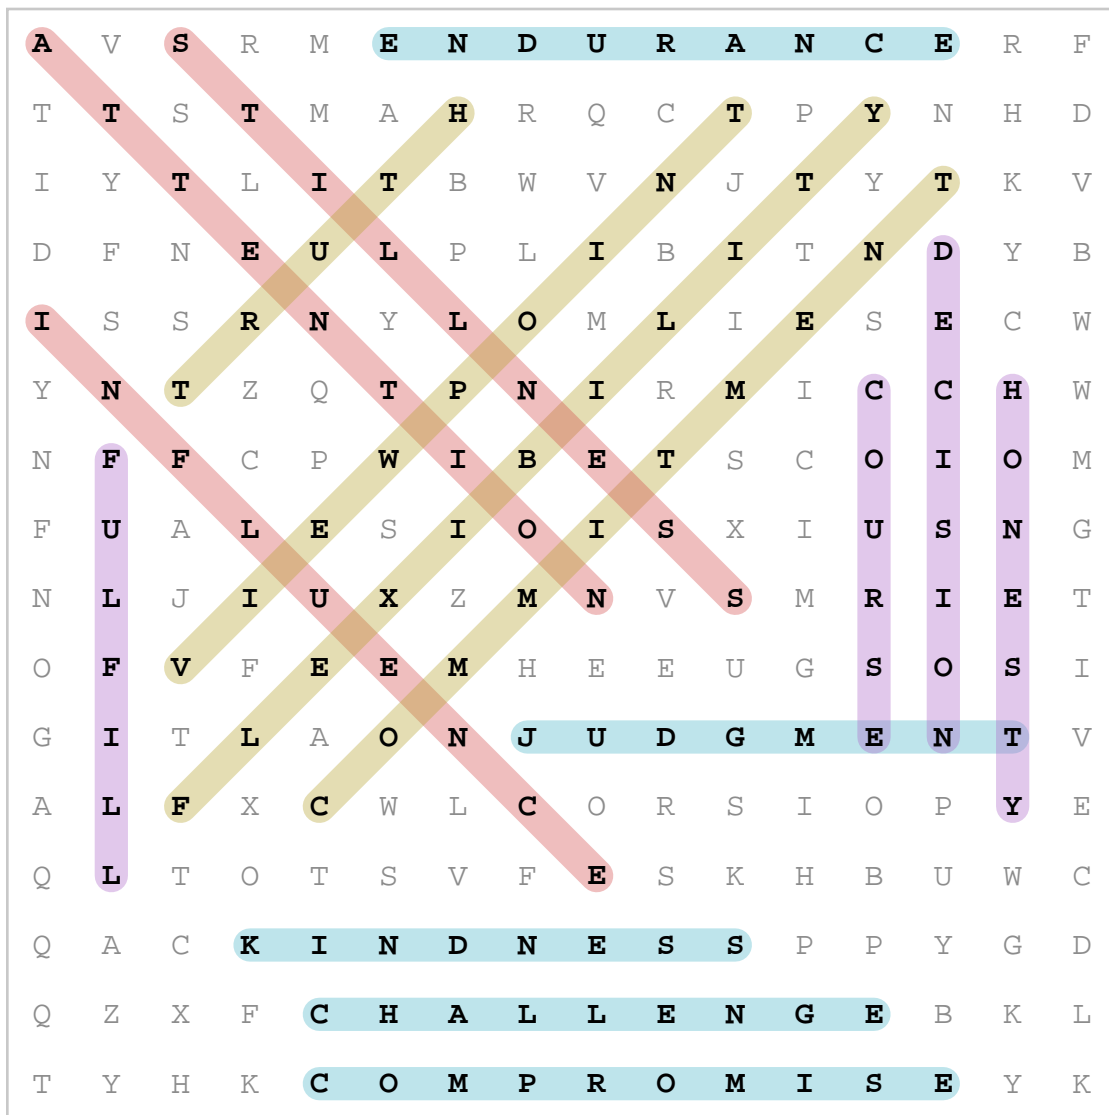 A V S R M E N D U R A N C E R F
T T S T M A H R Q C T P Y N H D
I Y T L I T B W V N J T Y T K V
D F N E U L P L I B I T N D Y B
I S S R N Y L O M L I E S E C W
Y N T Z Q T P N I R M I C C H W
N F F C P W I B E T S C O I O M
F U A L E S I O I S X I U S N G
N L J I U X Z M N V S M R I E T
O F V F E E M H E E U G S O S I
G I T L A O N J U D G M E N T V
A L F X C W L C O R S I O P Y E
Q L T O T S V F E S K H B U W C
Q A C K I N D N E S S P P Y G D
Q Z X F C H A L L E N G E B K L
T Y H K C O M P R O M I S E Y K